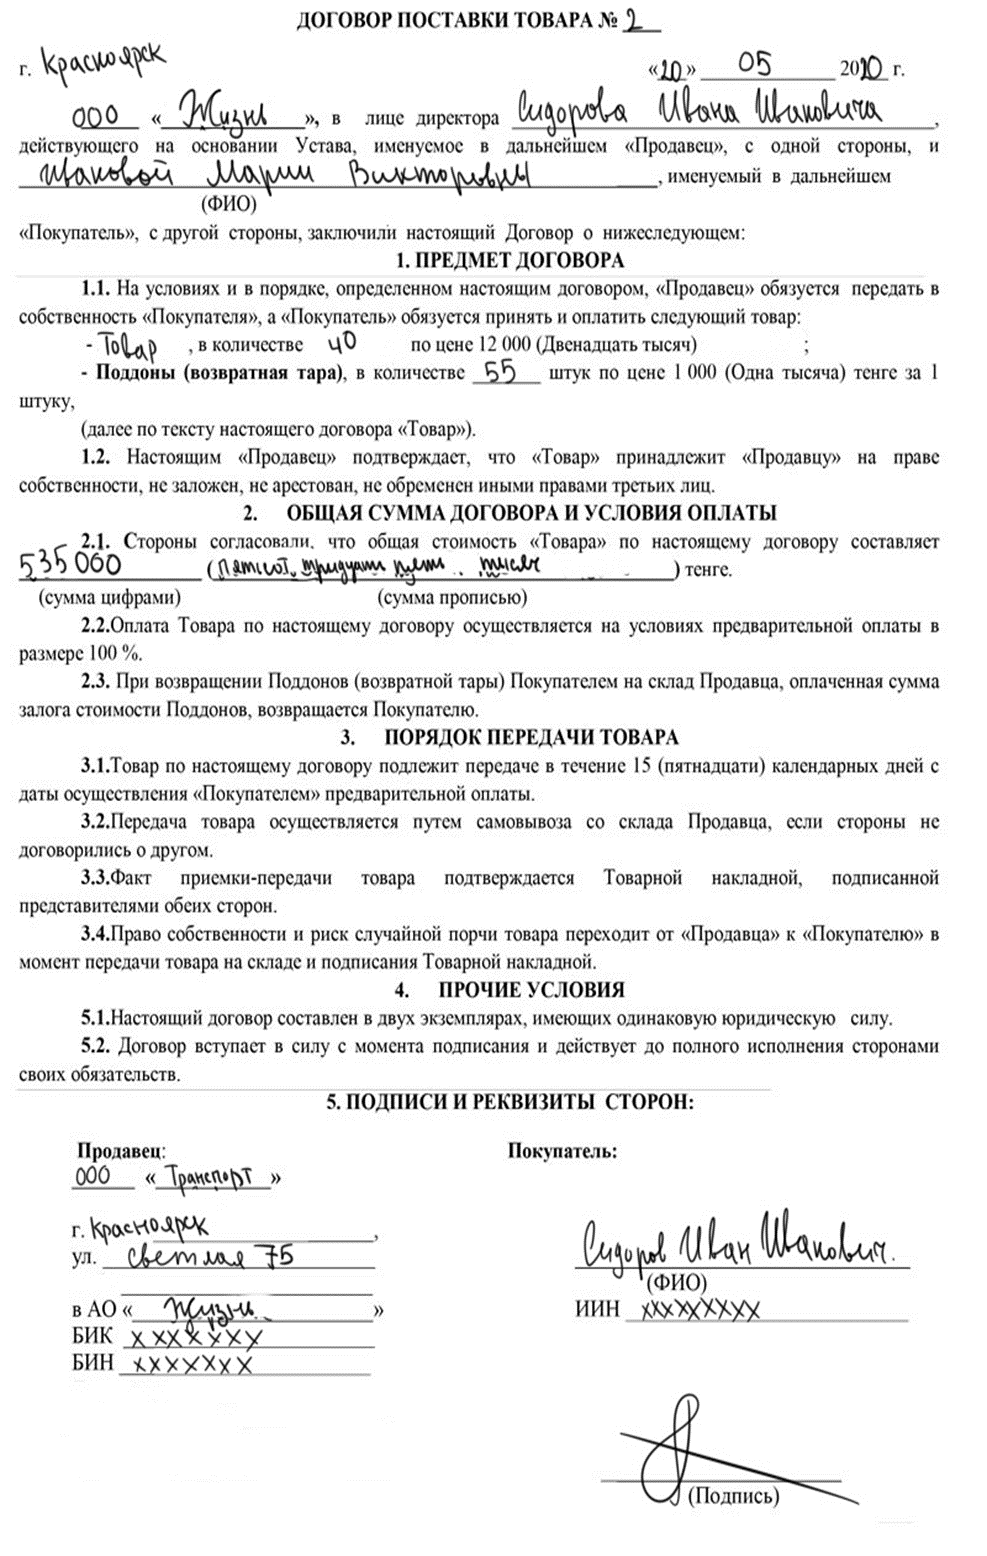 ДОГОВОР ПОСТАВКИ ТОВАРА № 2
г. Красноярск «20» 05 2020 г.
ООО «Жизнь», в лице директора Сидорова Ивана Ивановича,
действующего на основании Устава, именуемое в дальнейшем «Продавец», с одной стороны, и
Ивановой Марии Викторовны, именуемый в дальнейшем
(ФИО)
«Покупатель», с другой стороны, заключили настоящий Договор о нижеследующем:
1. ПРЕДМЕТ ДОГОВОРА
1.1. На условиях и в порядке, определенном настоящим договором, «Продавец» обязуется передать в
собственность «Покупателя», а «Покупатель» обязуется принять и оплатить следующий товар:
- Товар, в количестве 40 по цене 12 000 (Двенадцать тысяч) ;
- Поддоны (возвратная тара), в количестве 55 штук по цене 1 000 (Одна тысяча) тенге за 1
штуку,
(далее по тексту настоящего договора «Товар»).
1.2. Настоящим «Продавец» подтверждает, что «Товар» принадлежит «Продавцу» на праве
собственности, не заложен, не арестован, не обременен иными правами третьих лиц.
2. ОБЩАЯ СУММА ДОГОВОРА И УСЛОВИЯ ОПЛАТЫ
2.1. Стороны согласовали, что общая стоимость «Товара» по настоящему договору составляет
535 000 (Пятсот тридцать пять тысяч) тенге.
(сумма цифрами) (сумма прописью)
2.2.Оплата Товара по настоящему договору осуществляется на условиях предварительной оплаты в
размере 100 %.
2.3. При возвращении Поддонов (возвратной тары) Покупателем на склад Продавца, оплаченная сумма
залога стоимости Поддонов, возвращается Покупателю.
3. ПОРЯДОК ПЕРЕДАЧИ ТОВАРА
3.1.Товар по настоящему договору подлежит передаче в течение 15 (пятнадцати) календарных дней с
даты осуществления «Покупателем» предварительной оплаты.
3.2.Передача товара осуществляется путем самовывоза со склада Продавца, если стороны не
договорились о другом.
3.3.Факт приемки-передачи товара подтверждается Товарной накладной, подписанной
представителями обеих сторон.
3.4.Право собственности и риск случайной порчи товара переходит от «Продавца» к «Покупателю» в
момент передачи товара на складе и подписания Товарной накладной.
4. ПРОЧИЕ УСЛОВИЯ
5.1.Настоящий договор составлен в двух экземплярах, имеющих одинаковую юридическую силу.
5.2. Договор вступает в силу с момента подписания и действует до полного исполнения сторонами
своих обязательств.
5. ПОДПИСИ И РЕКВИЗИТЫ СТОРОН:
Продавец: Покупатель:
ООО «Транспорт»
г. Красноярск,
ул. Светлая 75
Сидоров Иван Иванович.
(ФИО)
в АО «Жизнь» ИИН ххххххххх
БИК ххххххх
БИН ххххххх
(Подпись)